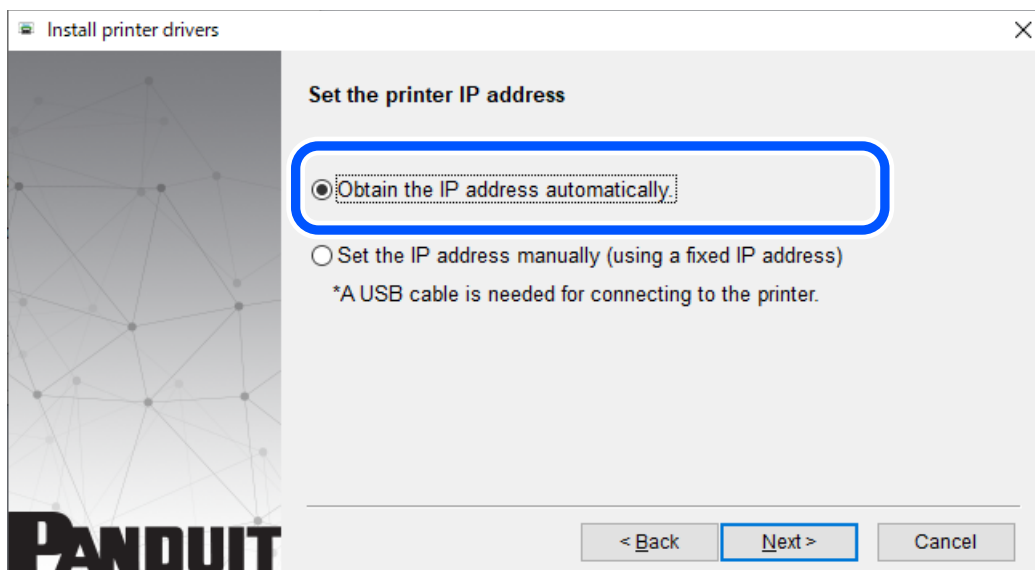 Install printer drivers
Set the printer IP address
Obtain the IP address automatically.
Set the IP address manually (using a fixed IP address)
*A USB cable is needed for connecting to the printer.
PANDUIT
< Back Next > Cancel